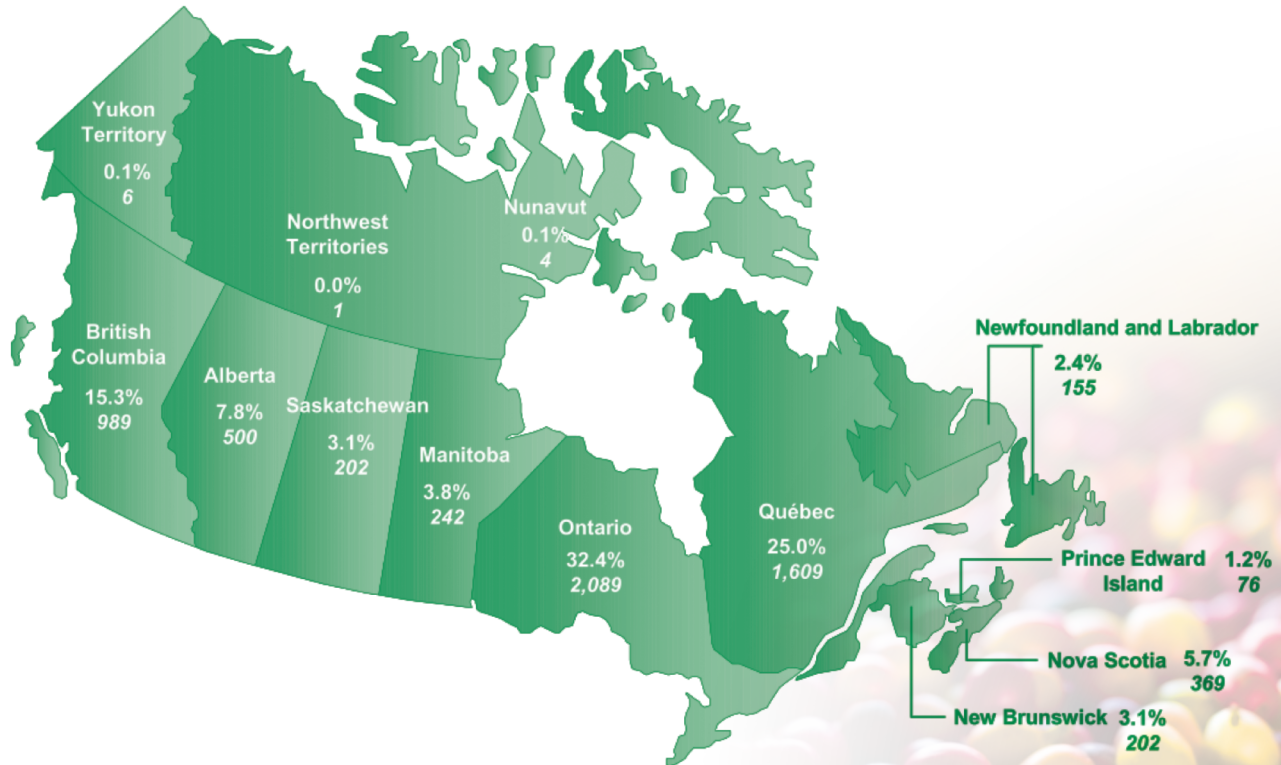 Yukon
Territory
0.1%
6
Northwest
Territories
0.0%
1
Nunavut
0.1%
4
British
Columbia
15.3%
989
Alberta
7.8%
500
Saskatchewan
3.1%
202
Manitoba
3.8%
242
Ontario
32.4%
2,089
Québec
25.0%
1,609
Newfoundland and Labrador
2.4%
155
Prince Edward 1.2%
Island 76
Nova Scotia 5.7%
369
New Brunswick 3.1%
202